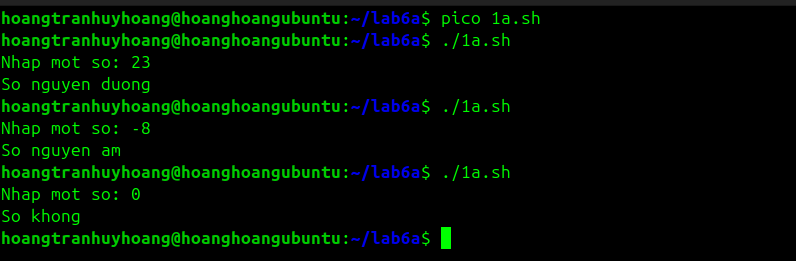 hoangtranhuyhoang@hoanghoangubuntu:~/lab6a$ pico 1a.sh
hoangtranhuyhoang@hoanghoangubuntu:~/lab6a$ ./1a.sh
Nhap mot so: 23
So nguyen duong
hoangtranhuyhoang@hoanghoangubuntu:~/lab6a$ ./1a.sh
Nhap mot so: -8
So nguyen am
hoangtranhuyhoang@hoanghoangubuntu:~/lab6a$ ./1a.sh
Nhap mot so: 0
So khong
hoangtranhuyhoang@hoanghoangubuntu:~/lab6a$